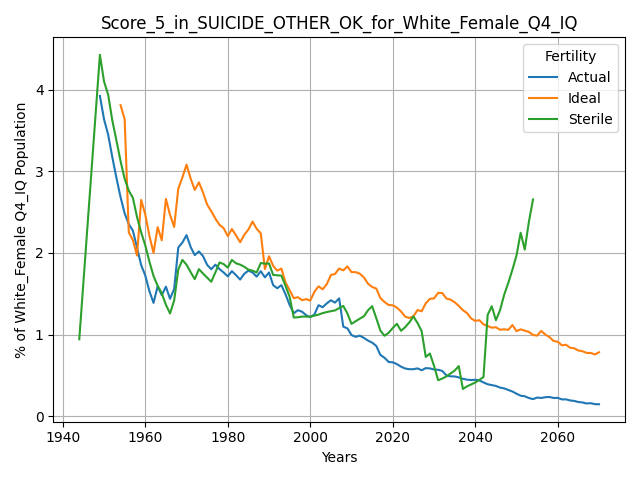 Score_5_in_SUICIDE_OTHER_OK_for_White_Female_Q4_IQ
% of White_Female Q4_IQ Population
4
3
2
1
0
Fertility
Actual
Ideal
Sterile
1940 1960 1980 2000 2020 2040 2060
Years